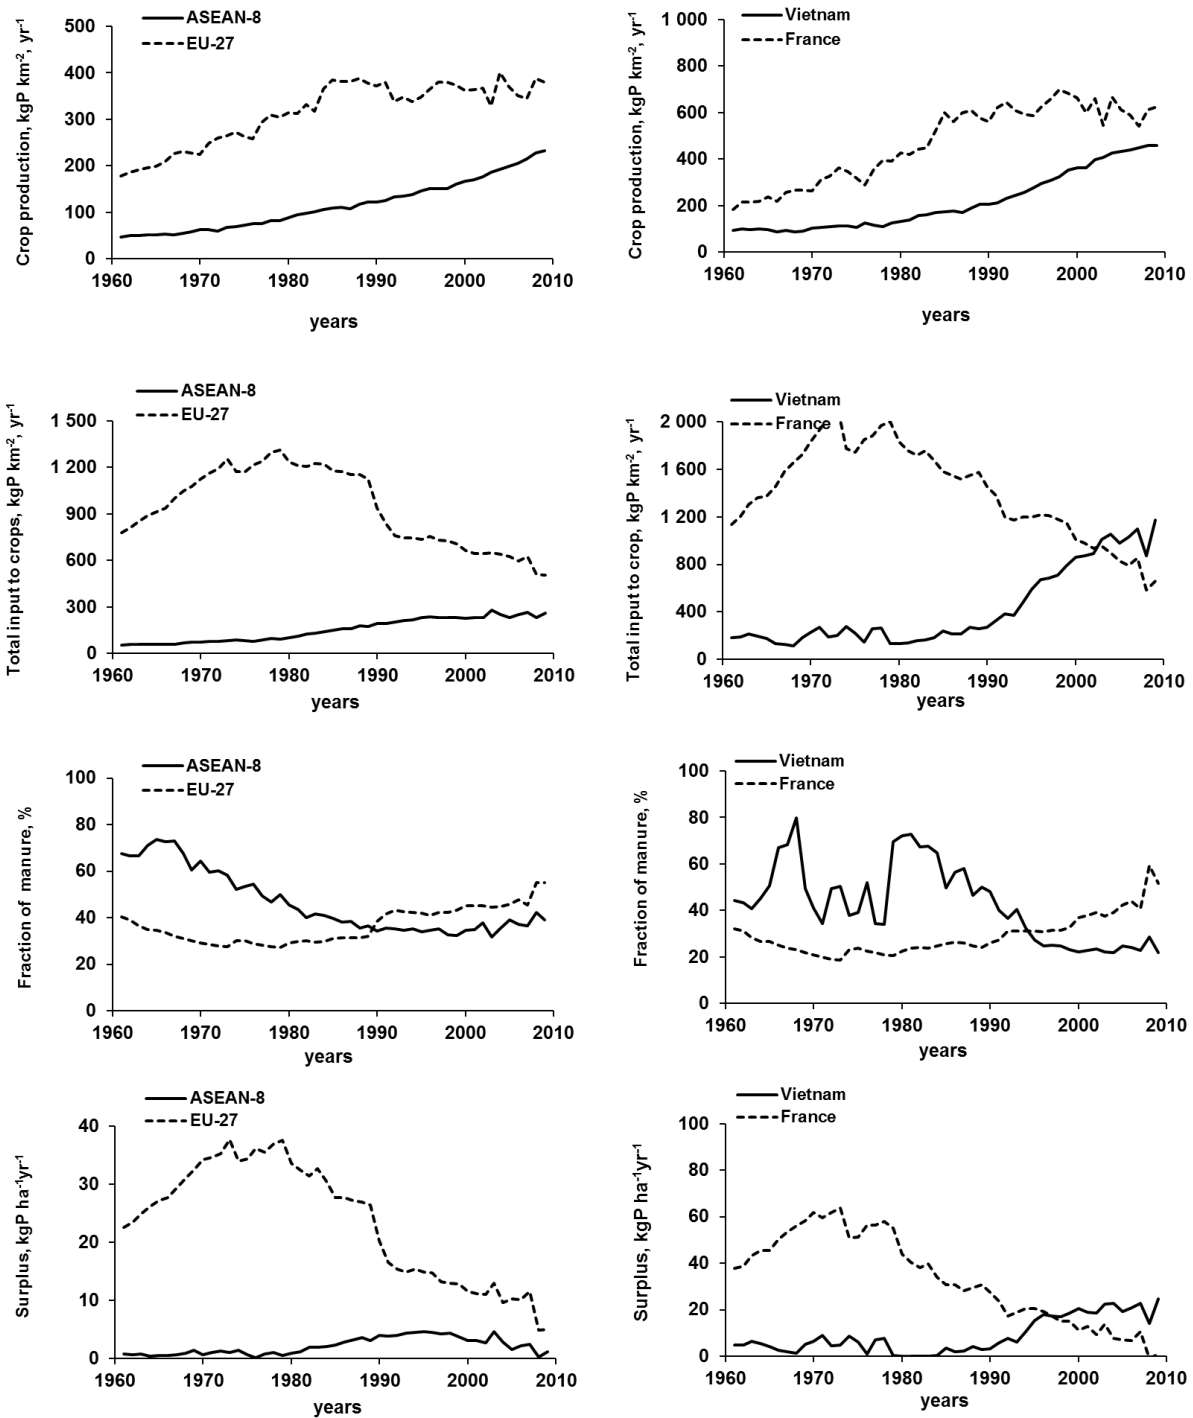 ASEAN-8
EU-27
Crop production, kgP km-2, yr-1
500
400
300
200
100
0
1960 1970 1980 1990 2000 2010
years
Vietnam
France
Crop production, kgP km-2, yr-1
1 000
800
600
400
200
0
1960 1970 1980 1990 2000 2010
years
ASEAN-8
EU-27
Total input to crops, kgP km-2, yr-1
1 500
1 200
900
600
300
0
1960 1970 1980 1990 2000 2010
years
Vietnam
France
Total input to crop, kgP km-2, yr-1
2 000
1 600
1 200
800
400
0
1960 1970 1980 1990 2000 2010
years
ASEAN-8
EU-27
Fraction of manure, %
100
80
60
40
20
0
1960 1970 1980 1990 2000 2010
years
Vietnam
France
Fraction of manure, %
100
80
60
40
20
0
1960 1970 1980 1990 2000 2010
years
ASEAN-8
EU-27
Surplus, kgP ha-1yr-1
40
30
20
10
0
1960 1970 1980 1990 2000 2010
years
Vietnam
France
Surplus, kgP ha-1yr-1
100
80
60
40
20
0
1960 1970 1980 1990 2000 2010
years